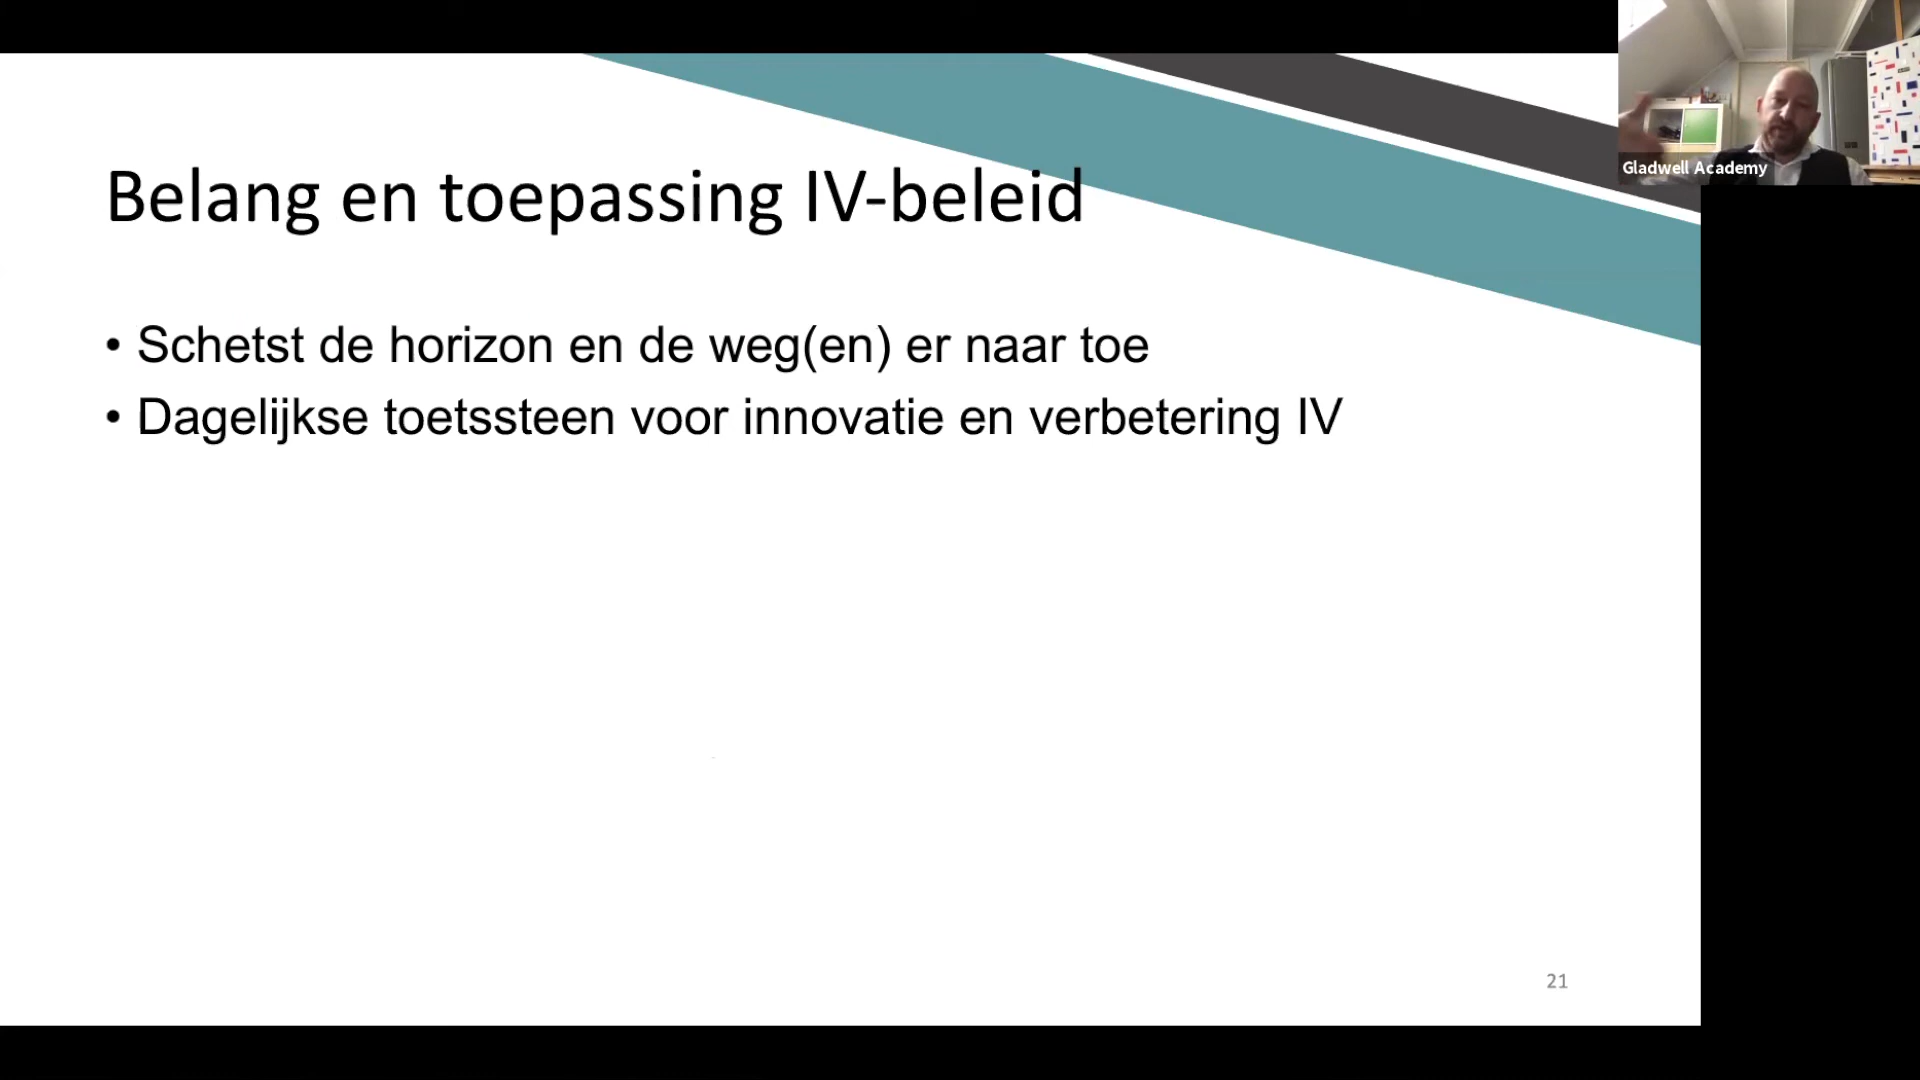 Gladwell Academy
Belang en toepassing IV-beleid
• Schetst de horizon en de weg(en) er naar toe
• Dagelijkse toetssteen voor innovatie en verbetering IV
21